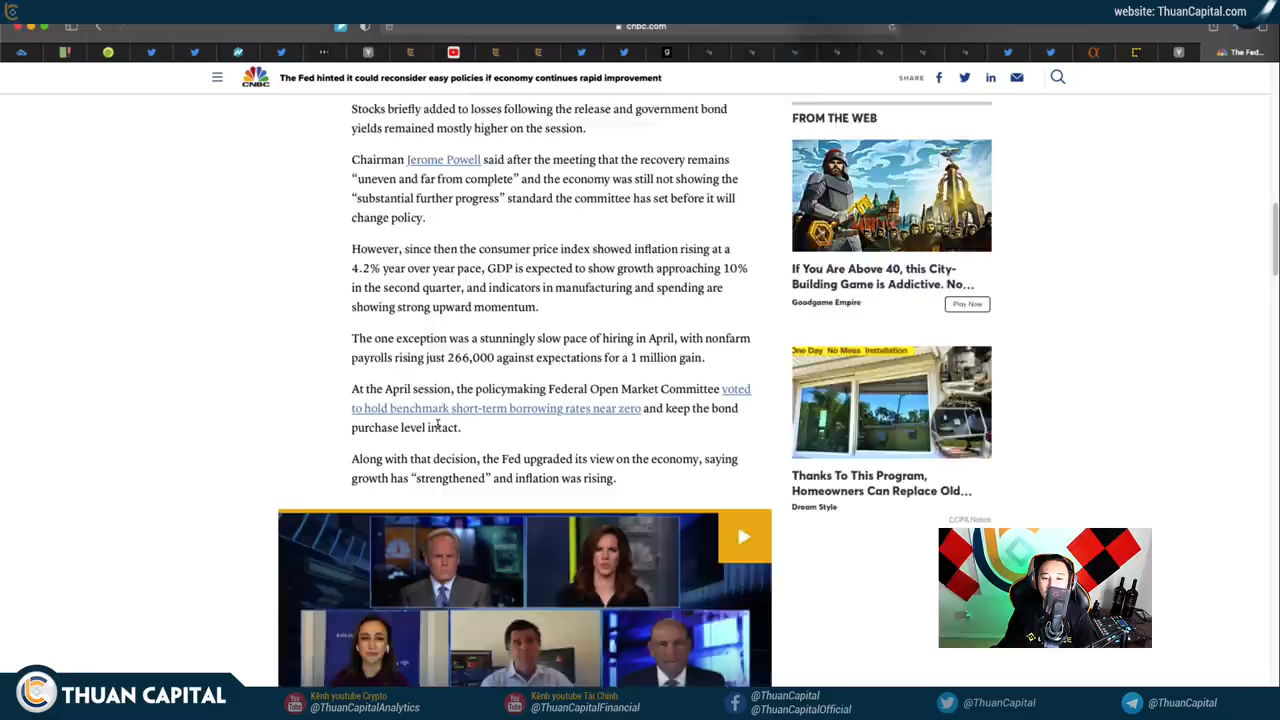 website: ThuanCapital.com
cnbc.com
The Fed...
CNBC
The Fed hinted it could reconsider easy policies if economy continues rapid improvement
SHARE
Stocks briefly added to losses following the release and government bond
yields remained mostly higher on the session.
Chairman Jerome Powell said after the meeting that the recovery remains
“uneven and far from complete” and the economy was still not showing the
“substantial further progress” standard the committee has set before it will
change policy.
However, since then the consumer price index showed inflation rising at a
4.2% year over year pace, GDP is expected to show growth approaching 10%
in the second quarter, and indicators in manufacturing and spending are
showing strong upward momentum.
The one exception was a stunningly slow pace of hiring in April, with nonfarm
payrolls rising just 266,000 against expectations for a 1 million gain.
At the April session, the policymaking Federal Open Market Committee voted
to hold benchmark short-term borrowing rates near zero and keep the bond
purchase level intact.
Along with that decision, the Fed upgraded its view on the economy, saying
growth has “strengthened” and inflation was rising.
FROM THE WEB
If You Are Above 40, this City-
Building Game is Addictive. No...
Goodgame Empire
Play Now
One Day No Mess Installation
Thanks To This Program,
Homeowners Can Replace Old...
Dream Style
CCPA Notice
THUAN CAPITAL
Kênh youtube Crypto
@ThuanCapitalAnalytics
Kênh youtube Tài Chính
@ThuanCapitalFinancial
@ThuanCapital
@ThuanCapitalOfficial
@ThuanCapital
@ThuanCapital